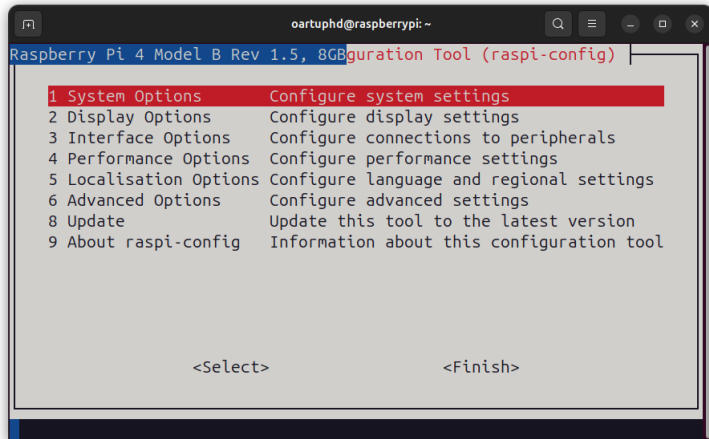 oartuphd@raspberrypi: ~
Raspberry Pi 4 Model B Rev 1.5, 8GBguration Tool (raspi-config)
1 System Options Configure system settings
2 Display Options Configure display settings
3 Interface Options Configure connections to peripherals
4 Performance Options Configure performance settings
5 Localisation Options Configure language and regional settings
6 Advanced Options Configure advanced settings
8 Update Update this tool to the latest version
9 About raspi-config Information about this configuration tool
<Select> <Finish>